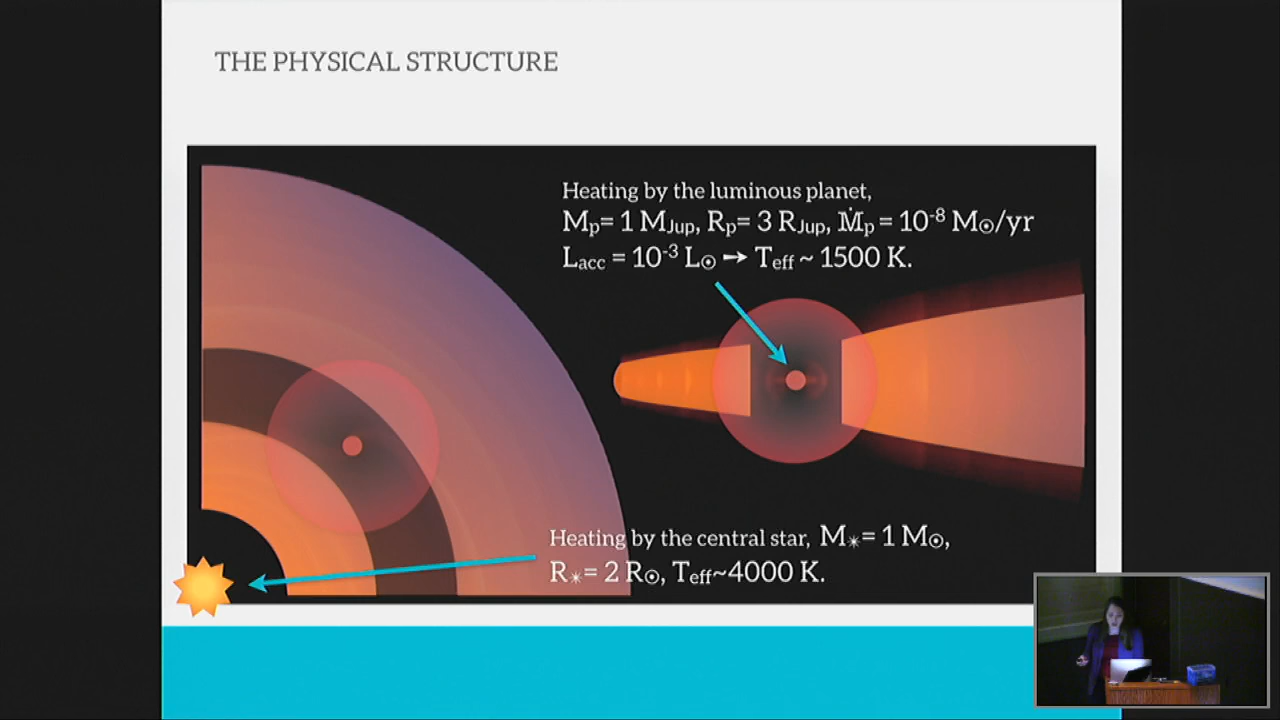 THE PHYSICAL STRUCTURE
Heating by the luminous planet,
Mp= 1 MJup, Rp= 3 RJup, Ṁp = 10⁻⁸ M☉/yr
Lacc = 10⁻³ L☉ ➙ Teff ~ 1500 K.
Heating by the central star, M✶= 1 M☉,
R✶= 2 R☉, Teff~4000 K.